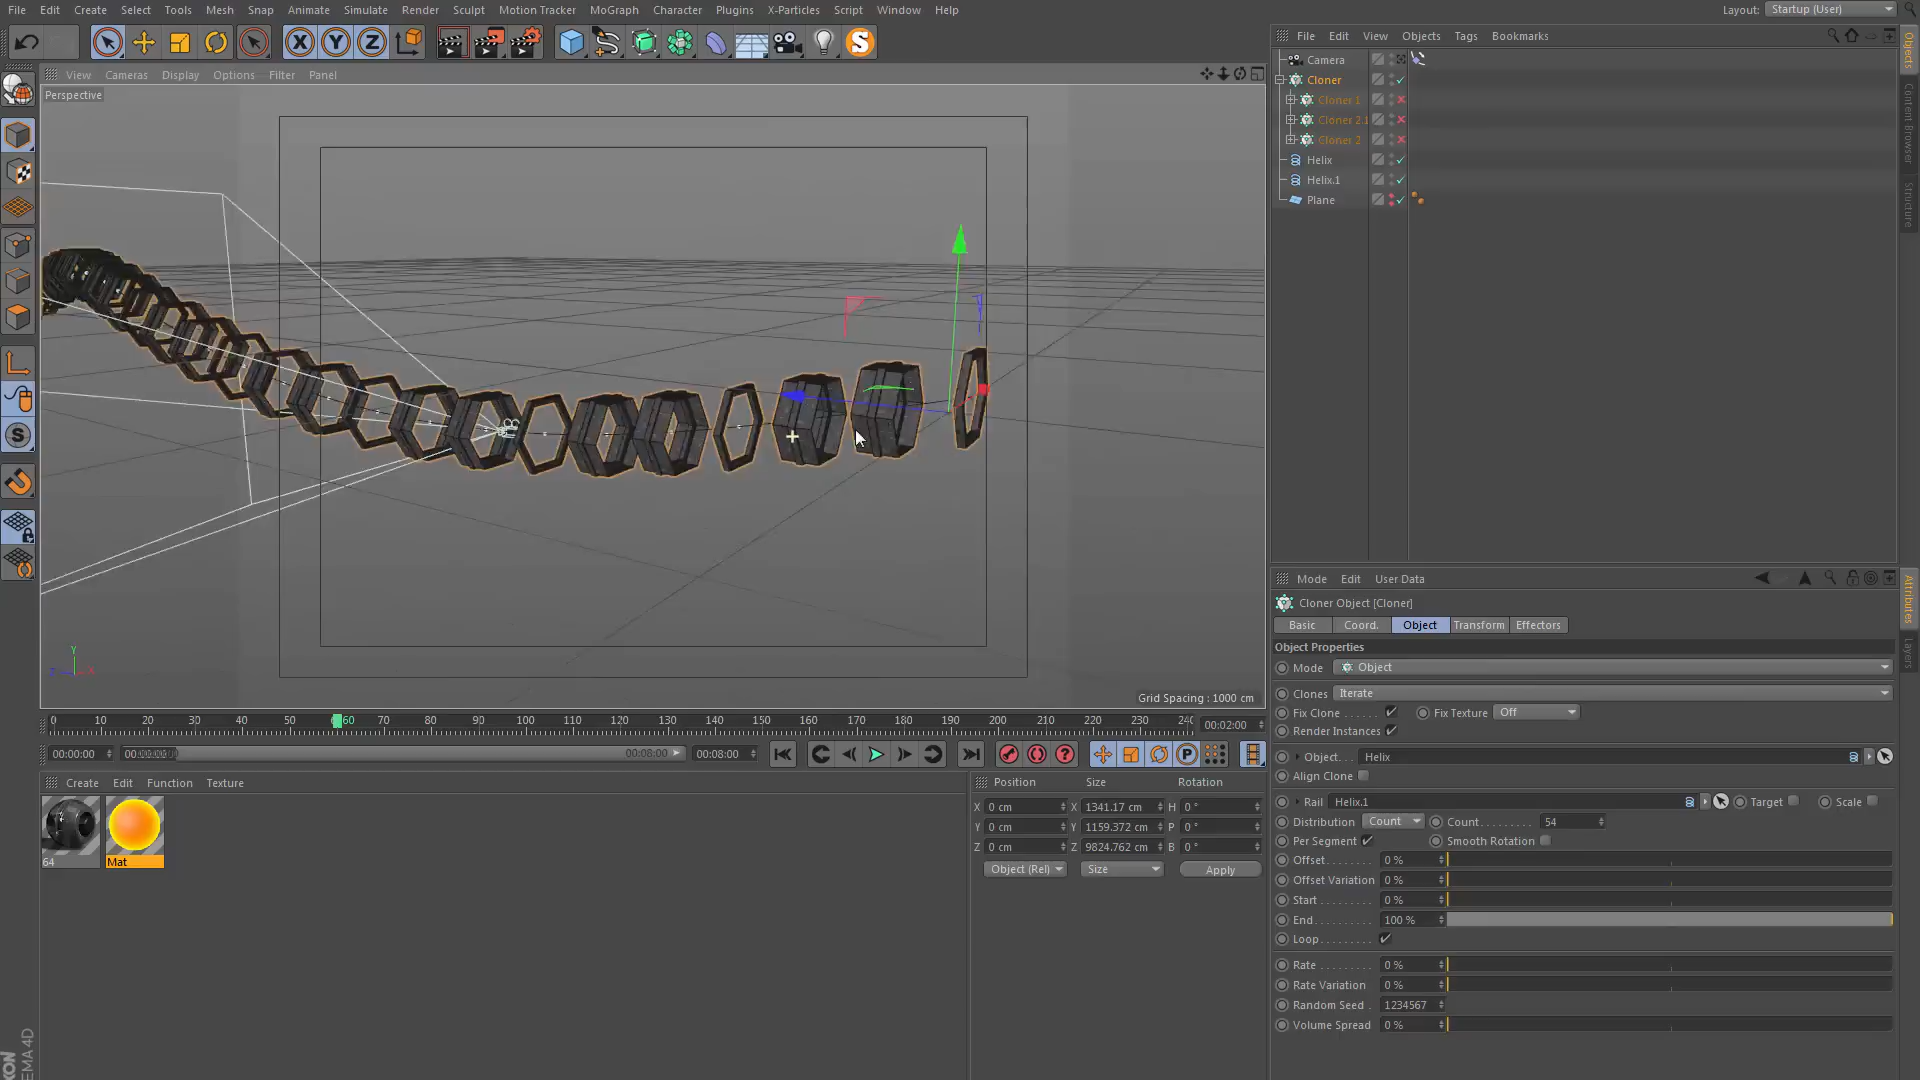 File Edit Create Select Tools Mesh Snap Animate Simulate Render Sculpt Motion Tracker MoGraph Character Plugins X-Particles Script Window Help
Layout: Startup (User)
X Y Z S
File Edit View Objects Tags Bookmarks
View Cameras Display Options Filter Panel
Perspective
Camera
Cloner
Cloner 1
Cloner 2.1
Cloner 2
Helix
Helix.1
Plane
Objects
Content Browser
Structure
Y
Z X
Grid Spacing : 1000 cm
0 10 20 30 40 50 60 70 80 90 100 110 120 130 140 150 160 170 180 190 200 210 220 230 240
00:02:00
00:00:00
00:08:00
00:08:00
P
Create Edit Function Texture
64
Mat
Position Size Rotation
X 0 cm X 1341.17 cm H 0 °
Y 0 cm Y 1159.372 cm P 0 °
Z 0 cm Z 9824.762 cm B 0 °
Object (Rel) Size Apply
Mode Edit User Data
Cloner Object [Cloner]
Basic Coord. Object Transform Effectors
Object Properties
Mode Object
Clones Iterate
Fix Clone Fix Texture Off
Render Instances
Object Helix
Align Clone
Rail Helix.1 Target Scale
Distribution Count Count 54
Per Segment Smooth Rotation
Offset 0 %
Offset Variation 0 %
Start 0 %
End 100 %
Loop
Rate 0 %
Rate Variation 0 %
Random Seed 1234567
Volume Spread 0 %
Attributes
Layers